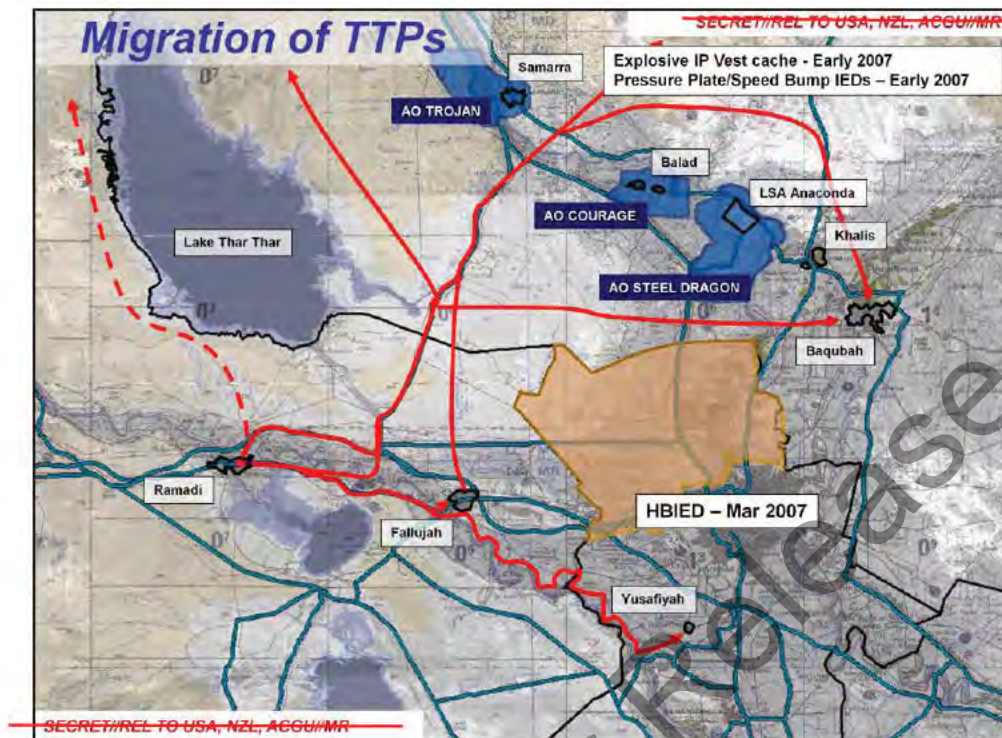 SECRET//REL TO USA, NZL, ACGU//MR
Migration of TTPs
Samarra
Explosive IP Vest cache - Early 2007
Pressure Plate/Speed Bump IEDs – Early 2007
AO TROJAN
Balad
LSA Anaconda
AO COURAGE
Khalis
Lake Thar Thar
AO STEEL DRAGON
Baqubah
Ramadi
HBIED – Mar 2007
Fallujah
Yusafiyah
Release
SECRET//REL TO USA, NZL, ACGU//MR